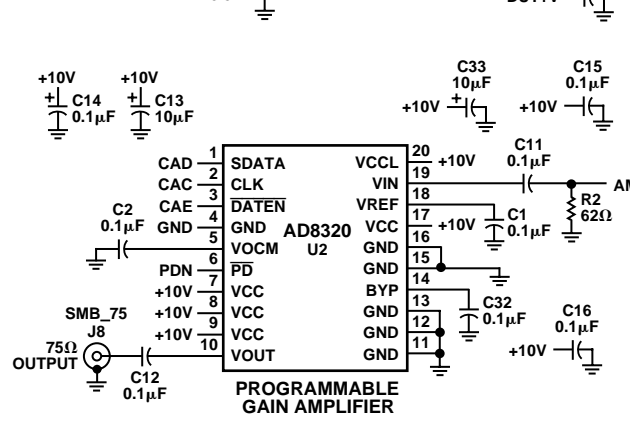 +10V
C14
0.1µF
+10V
C13
10µF
C33
10µF
+10V
C15
0.1µF
+10V
C11
0.1µF
R2
62Ω
CAD
1
SDATA
CAC
2
CLK
CAE
3
DATEN
GND
4
GND
C2
0.1µF
5
VOCM
PDN
6
PD
+10V
7
VCC
+10V
8
VCC
+10V
9
VCC
10
VOUT
AD8320
U2
20
VCCL
+10V
19
VIN
18
VREF
C1
0.1µF
17
VCC
+10V
16
GND
15
GND
14
BYP
C32
0.1µF
13
GND
12
GND
11
GND
C16
0.1µF
+10V
SMB_75
J8
75Ω
OUTPUT
C12
0.1µF
PROGRAMMABLE
GAIN AMPLIFIER